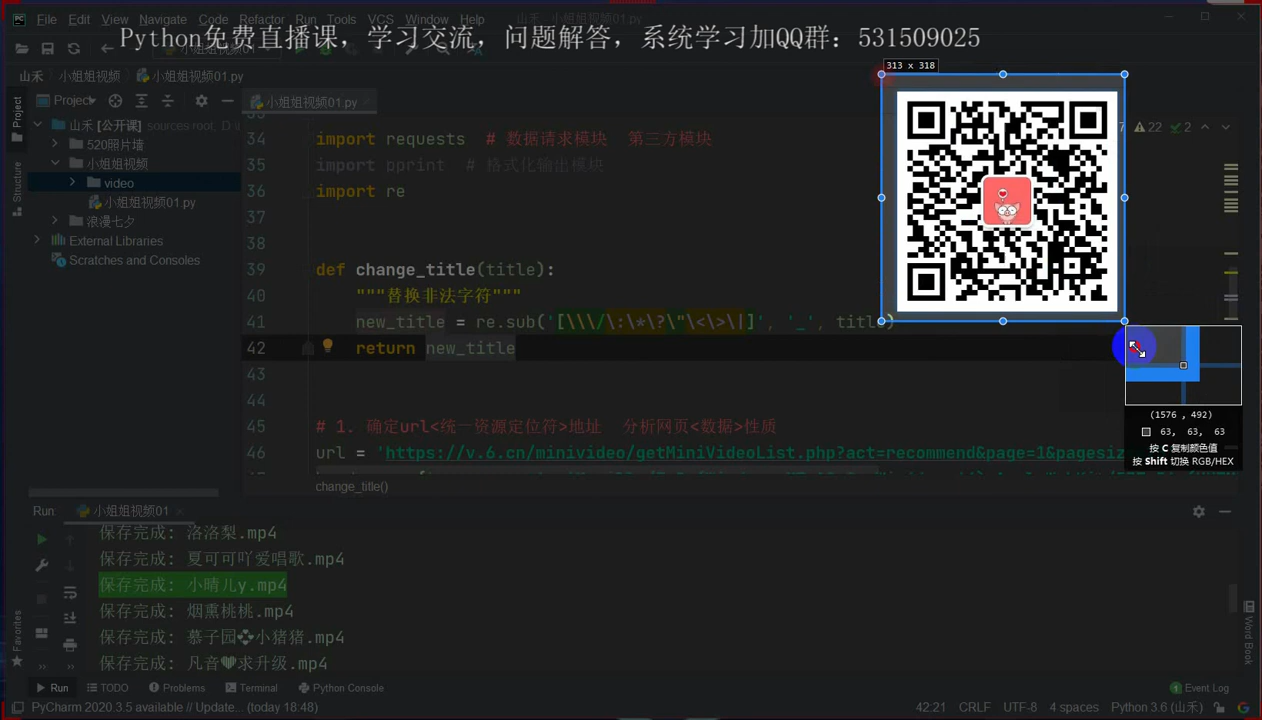 File Edit View Navigate Code Refactor Run Tools VCS Window Help
Python免费直播课，学习交流，问题解答，系统学习加QQ群：531509025
山禾 小姐姐视频 小姐姐视频01.py
313 x 318
Project
小姐姐视频01.py
山禾 [公开课] sources root, D
520照片墙
小姐姐视频
video
小姐姐视频01.py
浪漫七夕
External Libraries
Scratches and Consoles
Project
Structure
7 22 2
34 import requests # 数据请求模块 第三方模块
35 import pprint # 格式化输出模块
36 import re
37
38
39 def change_title(title):
40 """替换非法字符"""
41 new_title = re.sub('[\\\/\:\*\?\"\<\>\|]', '_', title)
42 return new_title
43
44
45 # 1. 确定url<统一资源定位符>地址 分析网页<数据>性质
46 url = 'https://v.6.cn/minivideo/getMiniVideoList.php?act=recommend&page=1&pagesiz
change_title()
(1576 , 492)
63, 63, 63
按 C 复制颜色值
按 Shift 切换 RGB/HEX
Run: 小姐姐视频01
保存完成: 洛洛梨.mp4
保存完成: 夏可可吖爱唱歌.mp4
保存完成: 小晴儿y.mp4
保存完成: 烟熏桃桃.mp4
保存完成: 慕子园💠小猪猪.mp4
保存完成: 凡音♥求升级.mp4
Favorites
Word Book
Run TODO Problems Terminal Python Console
1 Event Log
PyCharm 2020.3.5 available // Update... (today 18:48)
42:21 CRLF UTF-8 4 spaces Python 3.6 (山禾)